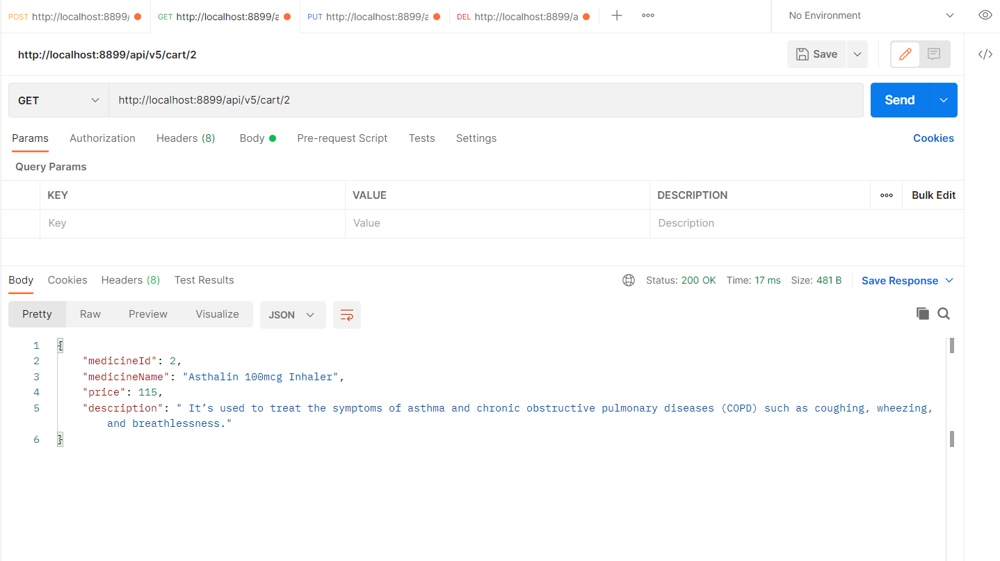 POST http://localhost:8899/ GET http://localhost:8899/a PUT http://localhost:8899/a DEL http://localhost:8899/a No Environment
http://localhost:8899/api/v5/cart/2 Save
GET http://localhost:8899/api/v5/cart/2 Send
Params Authorization Headers (8) Body Pre-request Script Tests Settings Cookies
Query Params
KEY VALUE DESCRIPTION Bulk Edit
Key Value Description
Body Cookies Headers (8) Test Results Status: 200 OK Time: 17 ms Size: 481 B Save Response
Pretty Raw Preview Visualize JSON
1 {
2 "medicineId": 2,
3 "medicineName": "Asthalin 100mcg Inhaler",
4 "price": 115,
5 "description": " It’s used to treat the symptoms of asthma and chronic obstructive pulmonary diseases (COPD) such as coughing, wheezing,
and breathlessness."
6 }